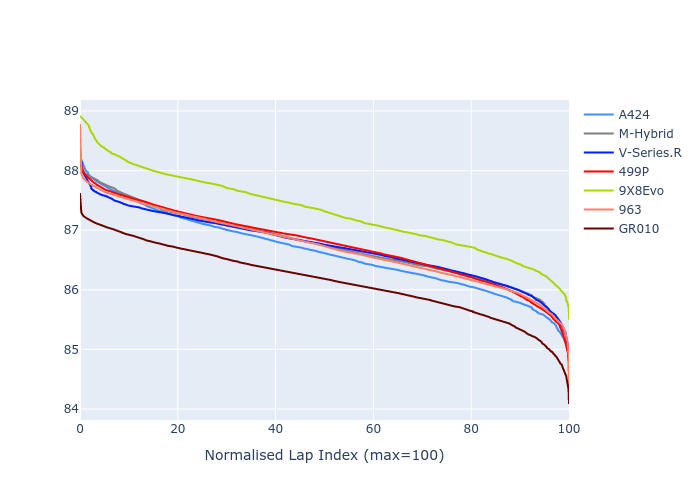 89
88
87
86
85
84
0 20 40 60 80 100
Normalised Lap Index (max=100)
A424
M-Hybrid
V-Series.R
499P
9X8Evo
963
GR010